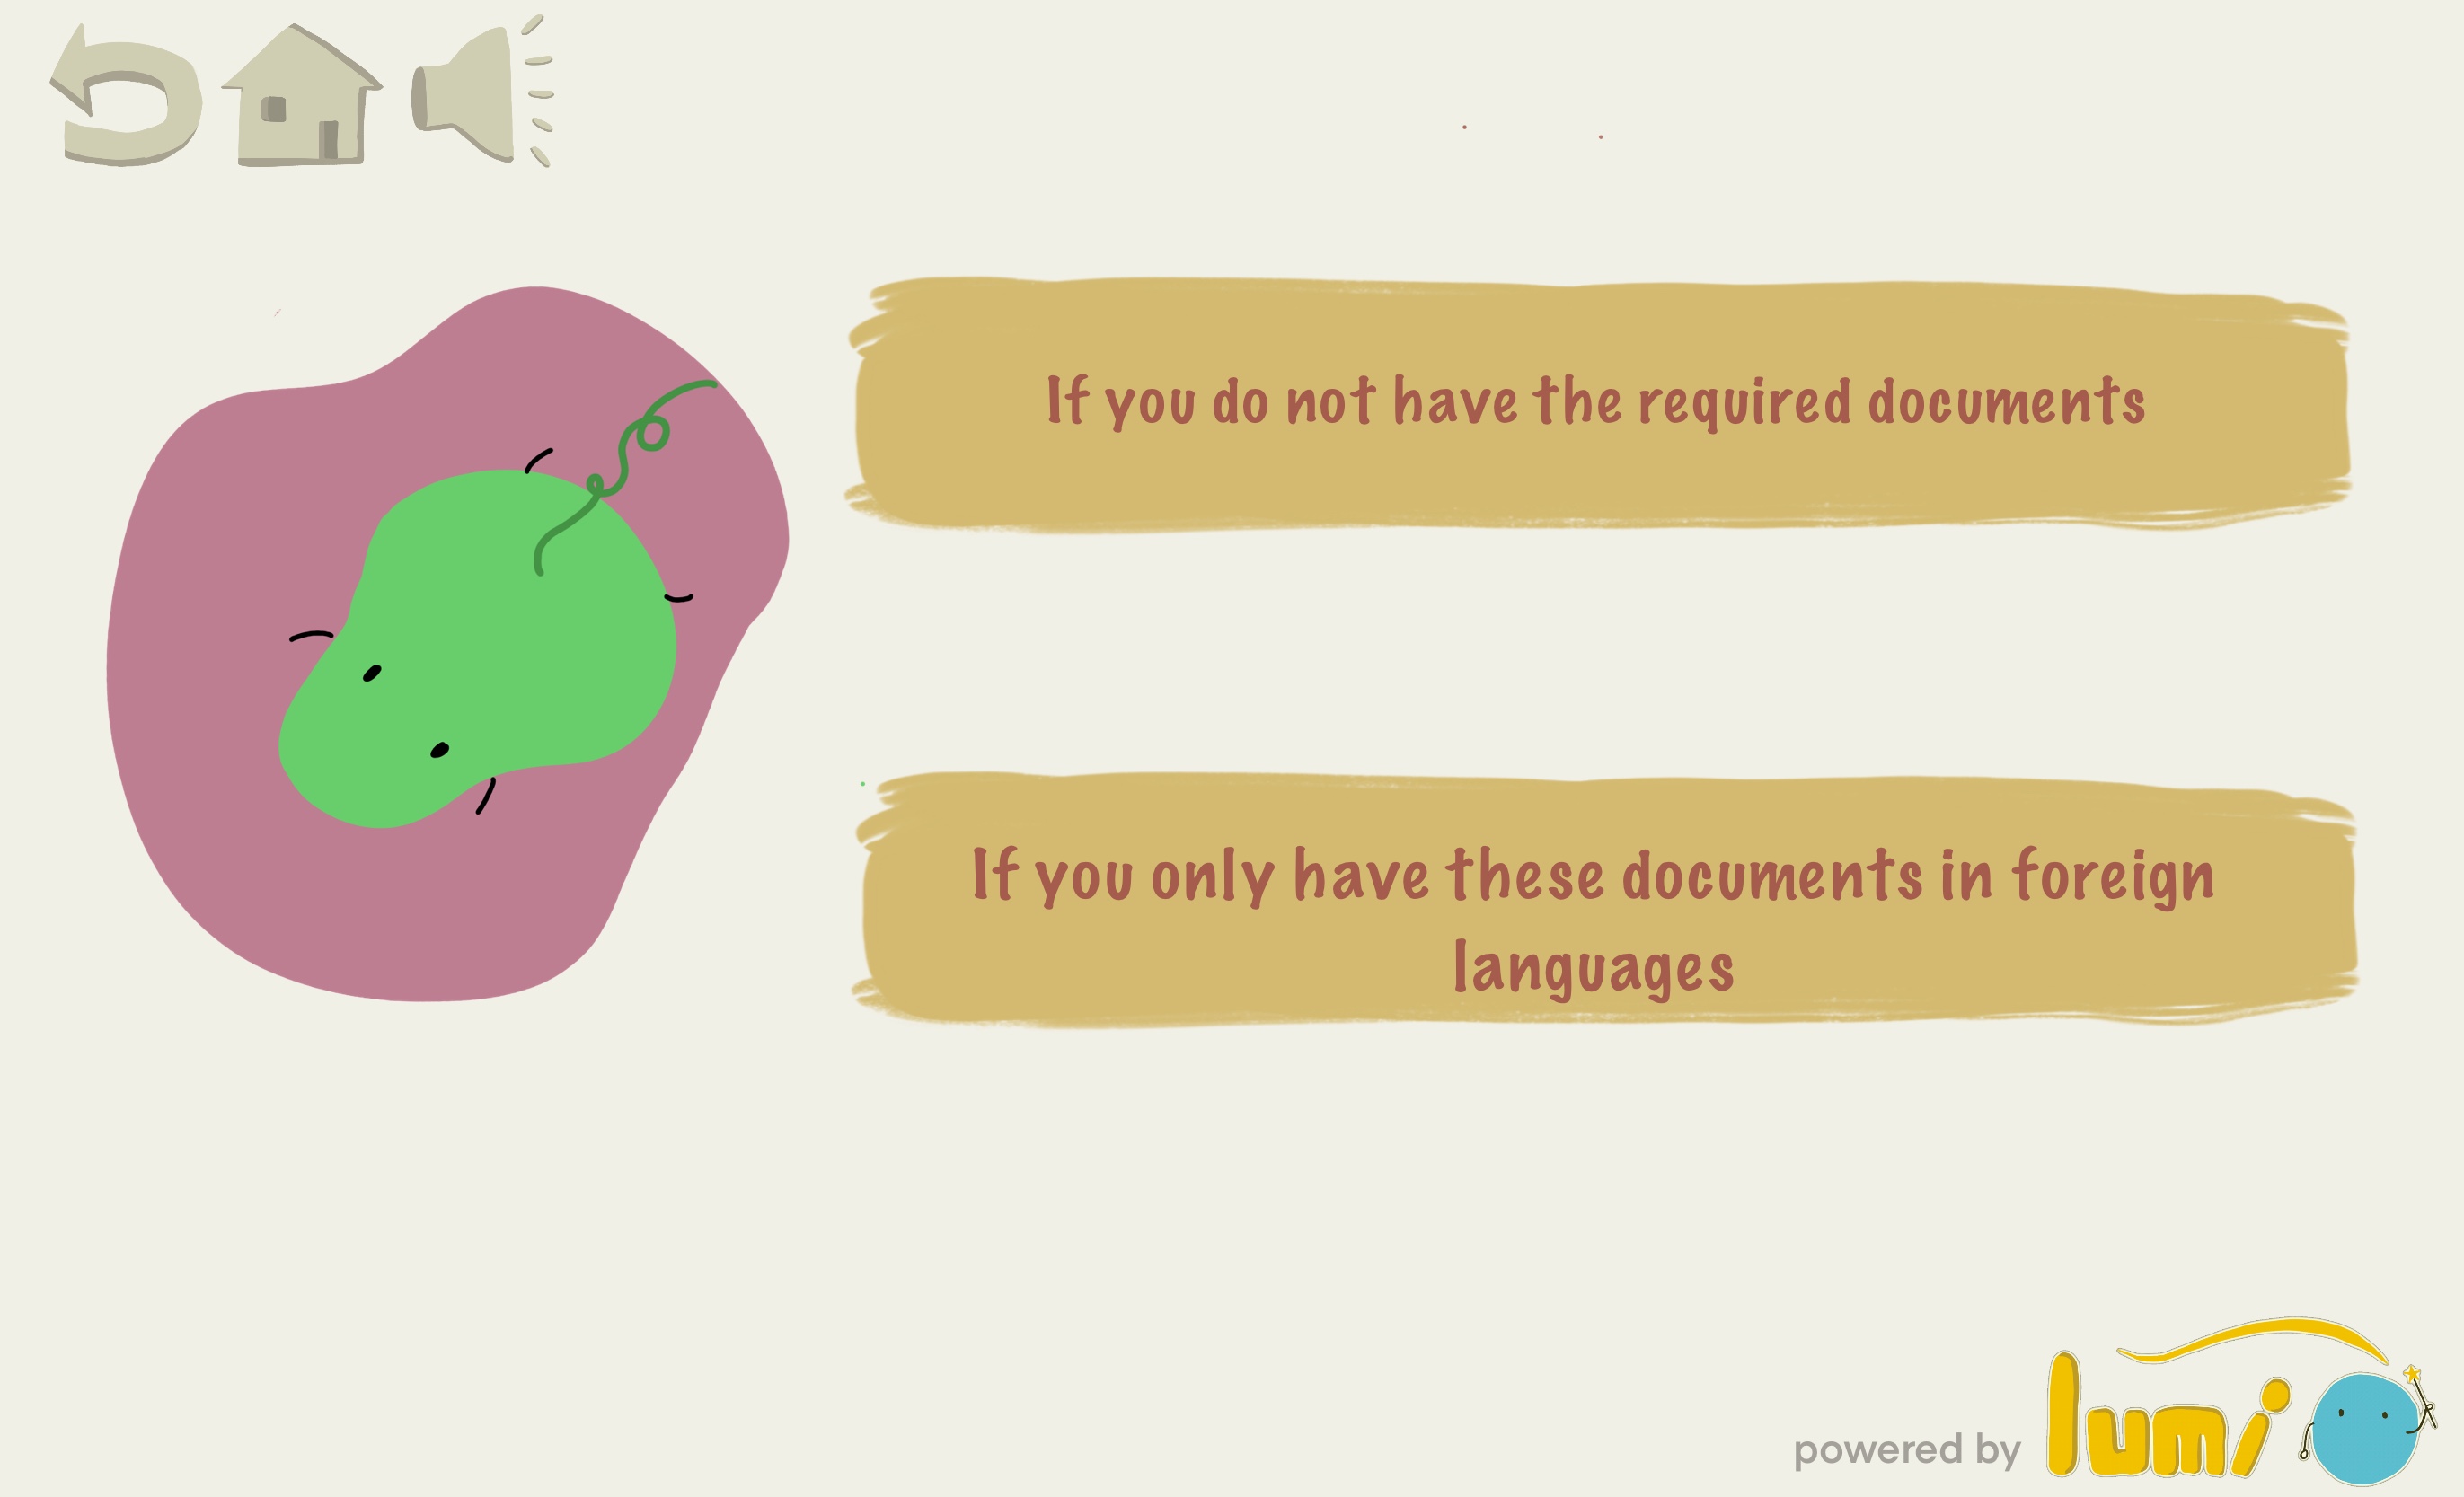 If you do not have the required documents
If you only have these documents in foreign
languages
powered by lumi